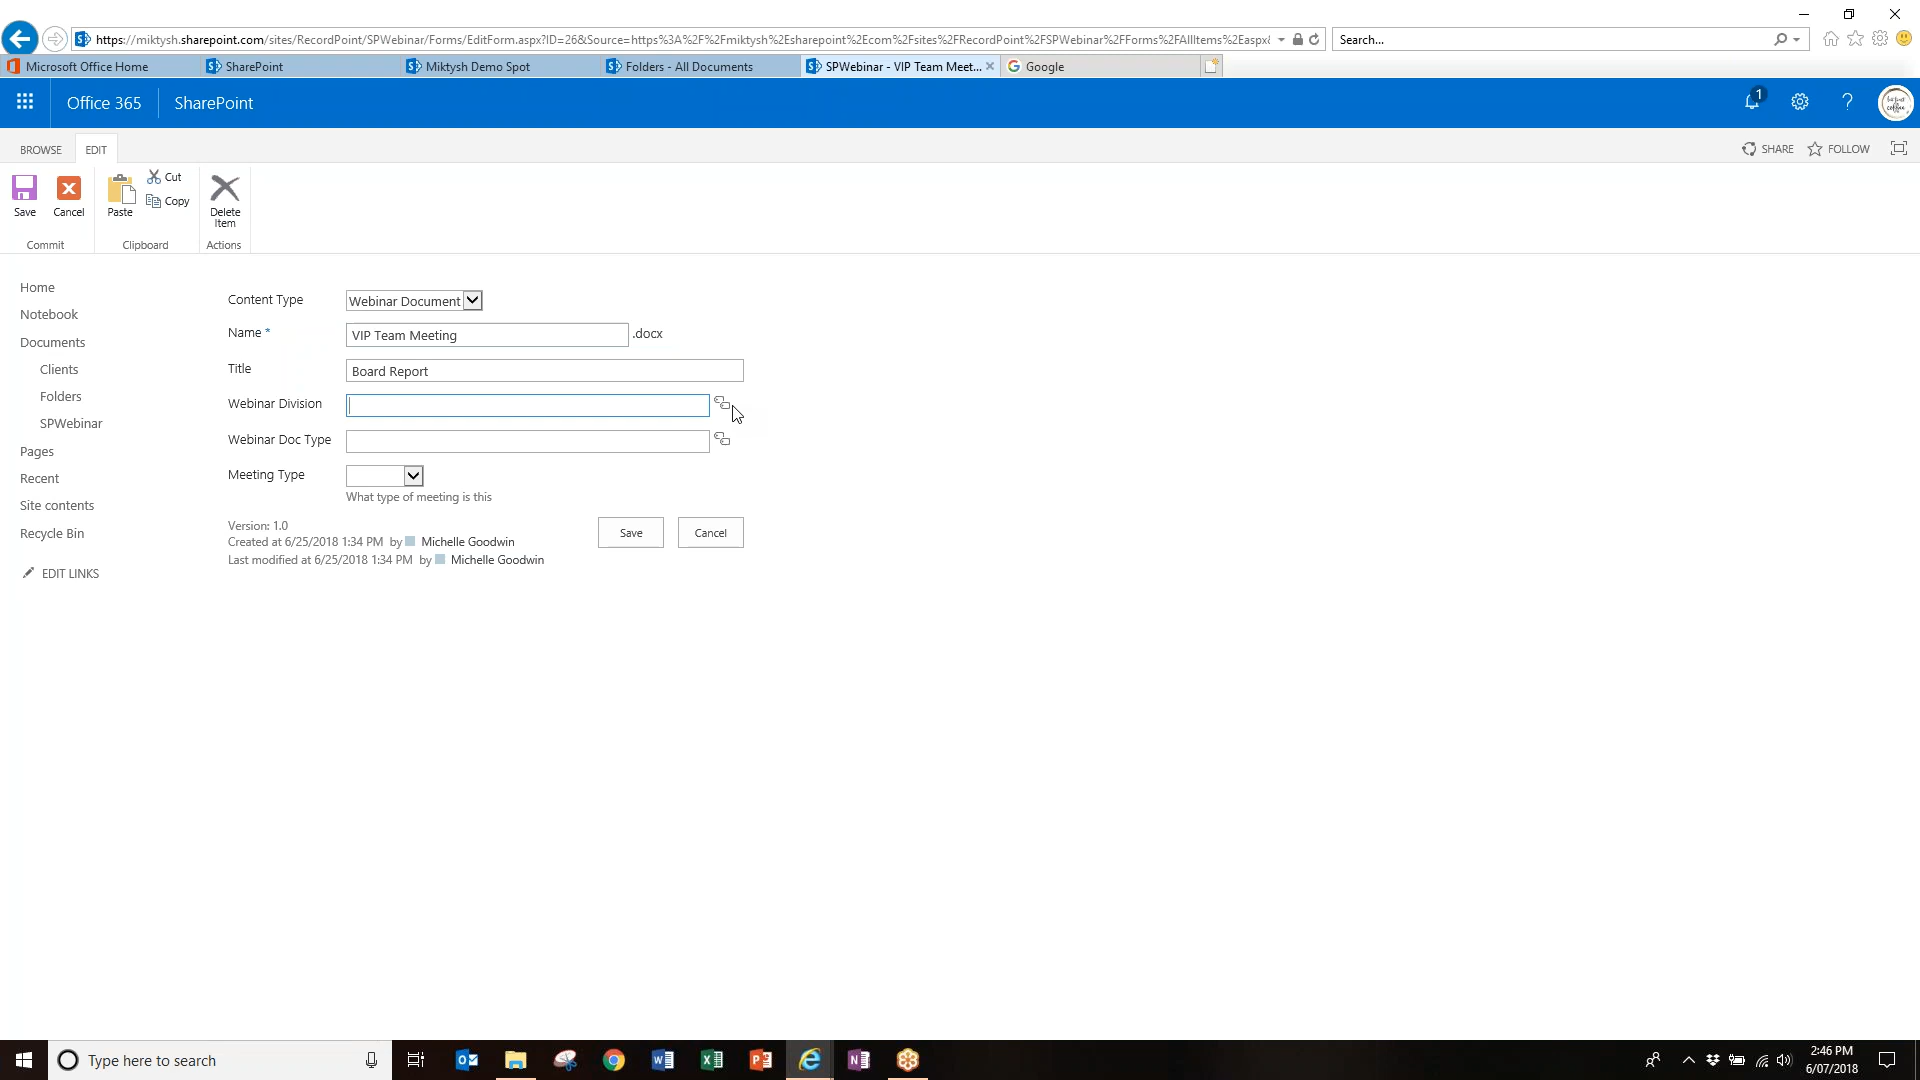 https://miktysh.sharepoint.com/sites/RecordPoint/SPWebinar/Forms/EditForm.aspx?ID=26&Source=https%3A%2F%2Fmiktysh%2Esharepoint%2Ecom%2Fsites%2FRecordPoint%2FSPWebinar%2FForms%2FAllItems%2Easpx&
Search...
Microsoft Office Home
SharePoint
Miktysh Demo Spot
Folders - All Documents
SPWebinar - VIP Team Meet...
Google
Office 365
SharePoint
1
BROWSE
EDIT
SHARE
FOLLOW
Save
Cancel
Paste
Cut
Copy
Delete
Item
Commit
Clipboard
Actions
Home
Notebook
Documents
Clients
Folders
SPWebinar
Pages
Recent
Site contents
Recycle Bin
EDIT LINKS
Content Type
Webinar Document
Name *
VIP Team Meeting
.docx
Title
Board Report
Webinar Division
Webinar Doc Type
Meeting Type
What type of meeting is this
Version: 1.0
Created at 6/25/2018 1:34 PM by Michelle Goodwin
Last modified at 6/25/2018 1:34 PM by Michelle Goodwin
Save
Cancel
Type here to search
2:46 PM
6/07/2018